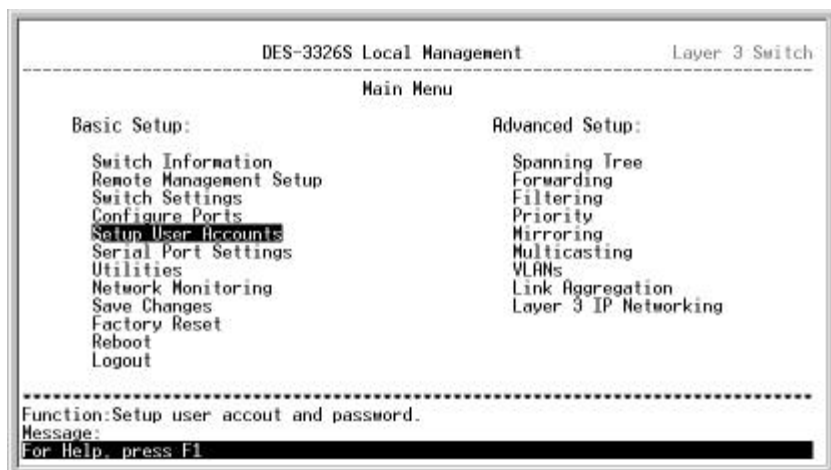 DES-3326S Local Management Layer 3 Switch
Main Menu
Basic Setup: Advanced Setup:
Switch Information Spanning Tree
Remote Management Setup Forwarding
Switch Settings Filtering
Configure Ports Priority
Setup User Accounts Mirroring
Serial Port Settings Multicasting
Utilities VLANs
Network Monitoring Link Aggregation
Save Changes Layer 3 IP Networking
Factory Reset
Reboot
Logout
Function:Setup user accout and password.
Message:
For Help, press F1